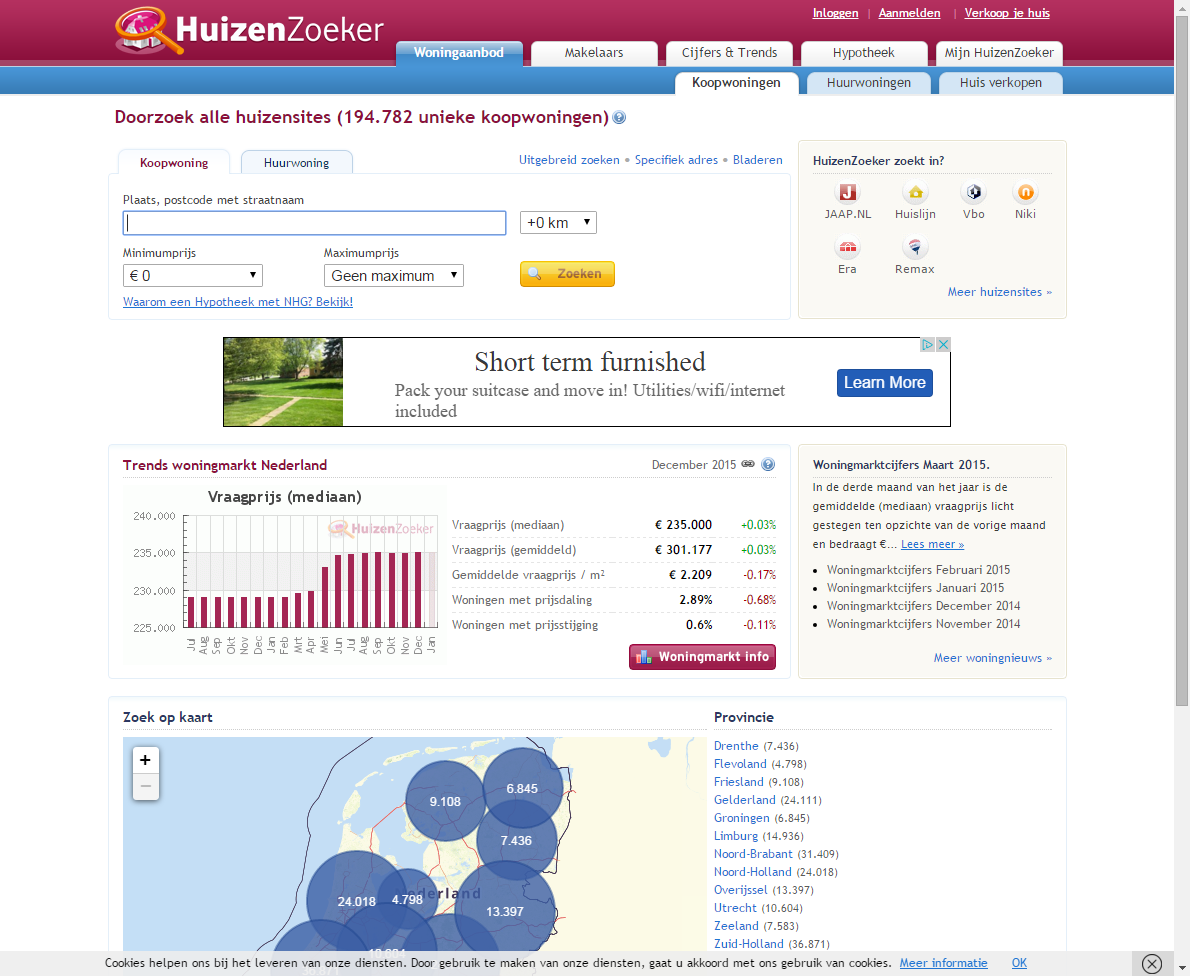 Inloggen | Aanmelden | Verkoop je huis
HuizenZoeker
Woningaanbod
Makelaars
Cijfers & Trends
Hypotheek
Mijn HuizenZoeker
Koopwoningen
Huurwoningen
Huis verkopen
Doorzoek alle huizensites (194.782 unieke koopwoningen)
Koopwoning
Huurwoning
Uitgebreid zoeken • Specifiek adres • Bladeren
Plaats, postcode met straatnaam
+0 km
Minimumprijs
Maximumprijs
€ 0
Geen maximum
Zoeken
Waarom een Hypotheek met NHG? Bekijk!
HuizenZoeker zoekt in?
JAAP.NL
Huislijn
Vbo
Niki
Era
Remax
Meer huizensites »
Short term furnished
Pack your suitcase and move in! Utilities/wifi/internet
included
Learn More
Trends woningmarkt Nederland
December 2015
Vraagprijs (mediaan)
HuizenZoeker
240.000
235.000
230.000
225.000
Jul Aug Sep Okt Nov Dec Jan Feb Mrt Apr Mei Jun Jul Aug Sep Okt Nov Dec Jan
Vraagprijs (mediaan) € 235.000 +0.03%
Vraagprijs (gemiddeld) € 301.177 +0.03%
Gemiddelde vraagprijs / m² € 2.209 -0.17%
Woningen met prijsdaling 2.89% -0.68%
Woningen met prijsstijging 0.6% -0.11%
Woningmarkt info
Woningmarktcijfers Maart 2015.
In de derde maand van het jaar is de
gemiddelde (mediaan) vraagprijs licht
gestegen ten opzichte van de vorige maand
en bedraagt €... Lees meer »
Woningmarktcijfers Februari 2015
Woningmarktcijfers Januari 2015
Woningmarktcijfers December 2014
Woningmarktcijfers November 2014
Meer woningnieuws »
Zoek op kaart
+
−
9.108
6.845
7.436
24.018
4.798
13.397
Provincie
Drenthe (7.436)
Flevoland (4.798)
Friesland (9.108)
Gelderland (24.111)
Groningen (6.845)
Limburg (14.936)
Noord-Brabant (31.409)
Noord-Holland (24.018)
Overijssel (13.397)
Utrecht (10.604)
Zeeland (7.583)
Zuid-Holland (36.871)
Cookies helpen ons bij het leveren van onze diensten. Door gebruik te maken van onze diensten, gaat u akkoord met ons gebruik van cookies. Meer informatie OK